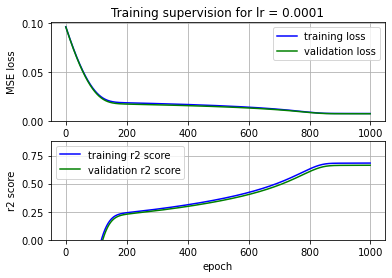 Training supervision for lr = 0.0001
MSE loss
0.10
0.05
0.00
training loss
validation loss
0 200 400 600 800 1000
r2 score
0.75
0.50
0.25
0.00
training r2 score
validation r2 score
0 200 400 600 800 1000
epoch